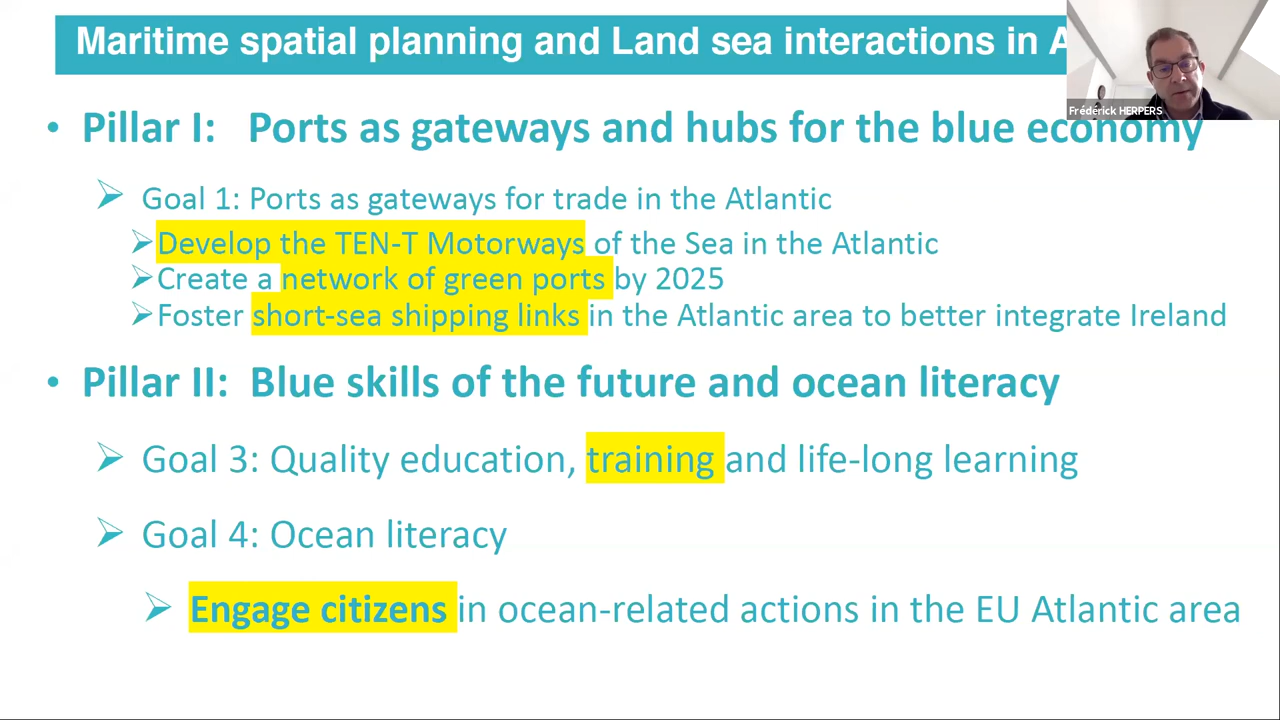 Maritime spatial planning and Land sea interactions in A
Frédérick HERPERS
• Pillar I: Ports as gateways and hubs for the blue economy
➢ Goal 1: Ports as gateways for trade in the Atlantic
➢ Develop the TEN-T Motorways of the Sea in the Atlantic
➢ Create a network of green ports by 2025
➢ Foster short-sea shipping links in the Atlantic area to better integrate Ireland
• Pillar II: Blue skills of the future and ocean literacy
➢ Goal 3: Quality education, training and life-long learning
➢ Goal 4: Ocean literacy
➢ Engage citizens in ocean-related actions in the EU Atlantic area